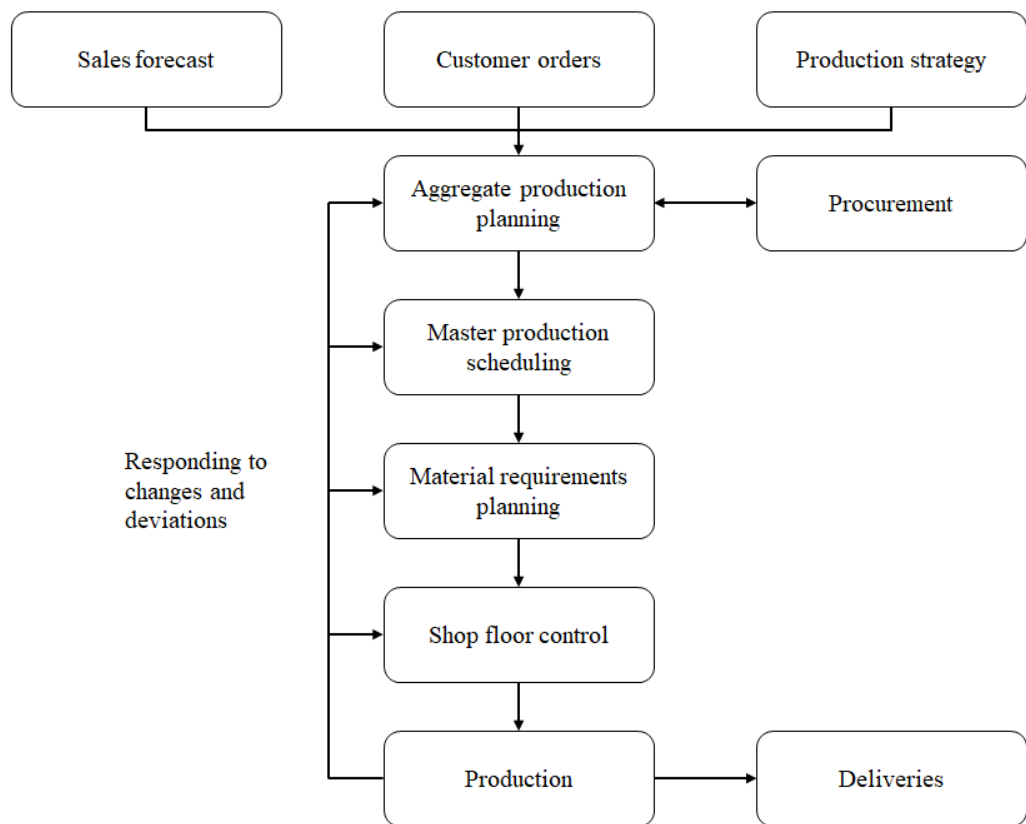 Sales forecast
Customer orders
Production strategy
Aggregate production
planning
Procurement
Master production
scheduling
Responding to
changes and
deviations
Material requirements
planning
Shop floor control
Production
Deliveries